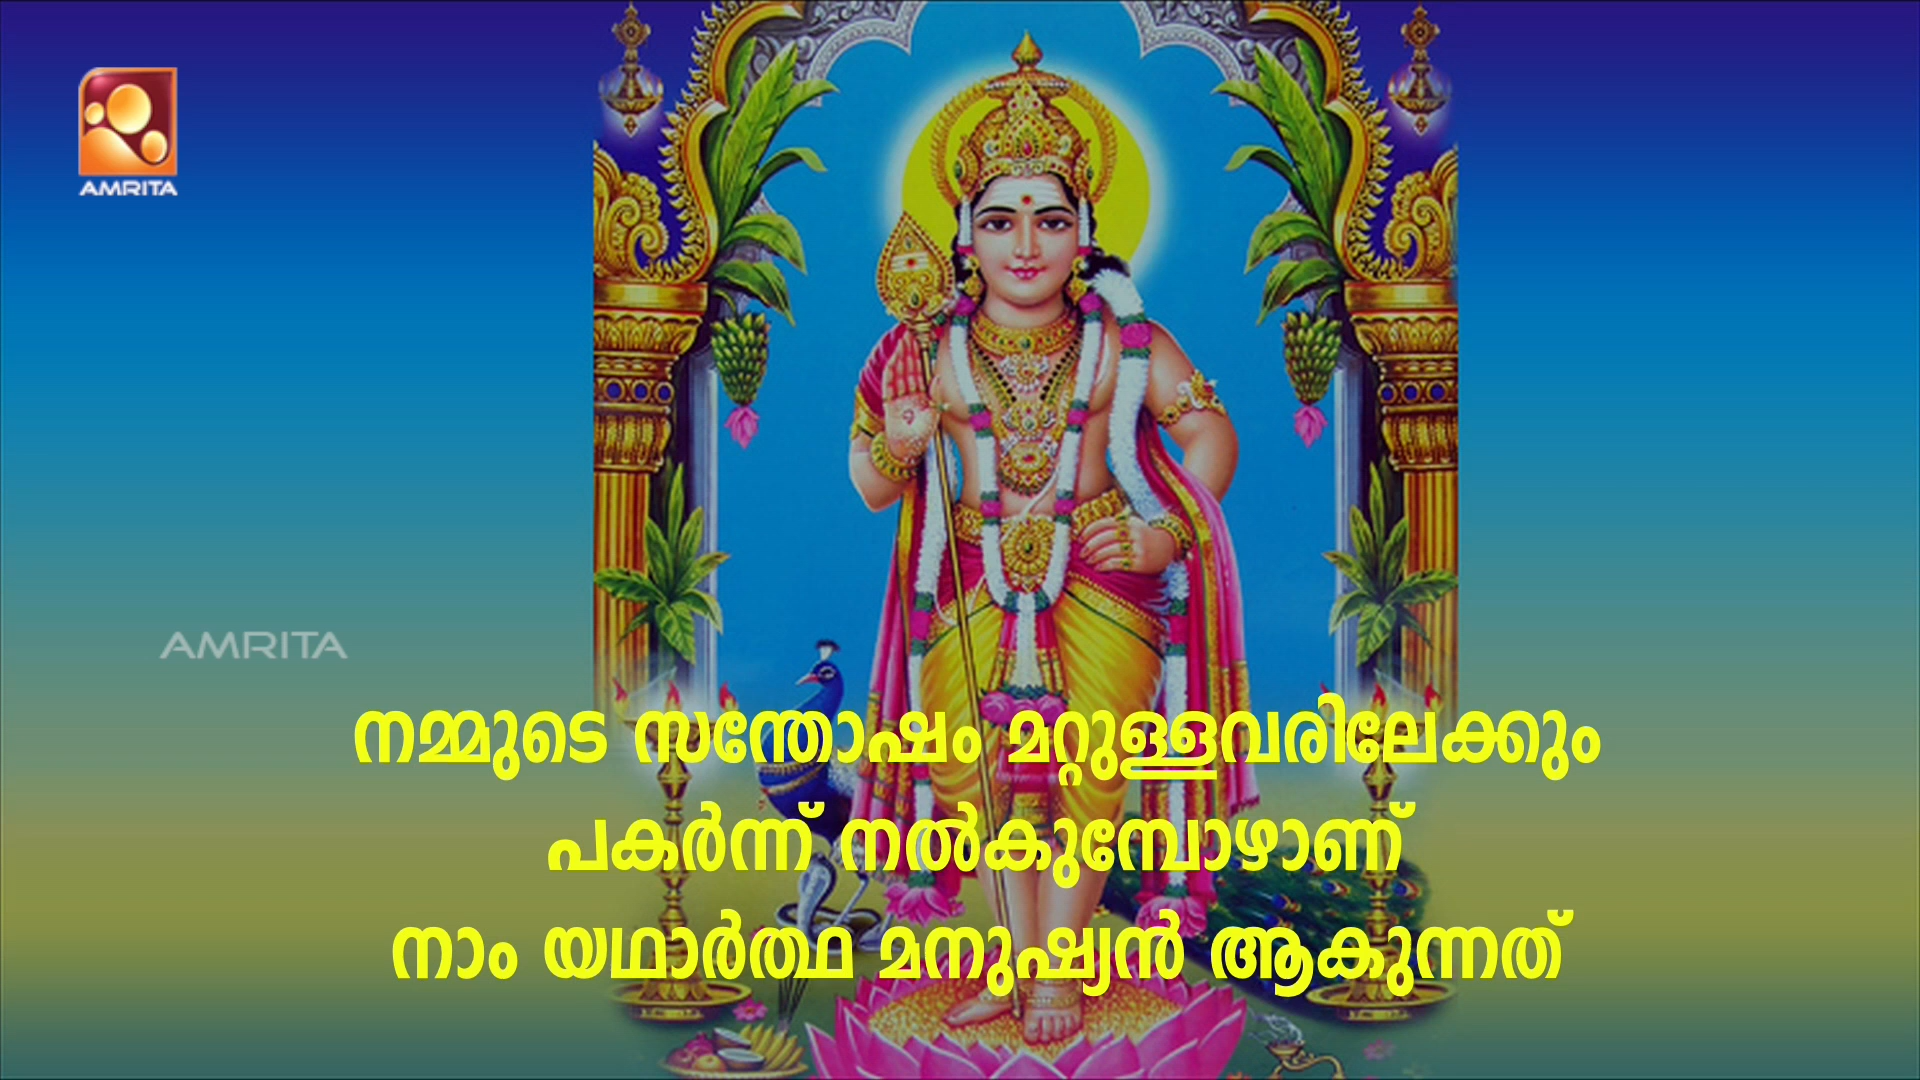 AMRITA
AMRITA
നമ്മുടെ സന്തോഷം മറ്റുള്ളവരിലേക്കും
പകർന്ന് നൽകുമ്പോഴാണ്
നാം യഥാർത്ഥ മനുഷ്യൻ ആകുന്നത്